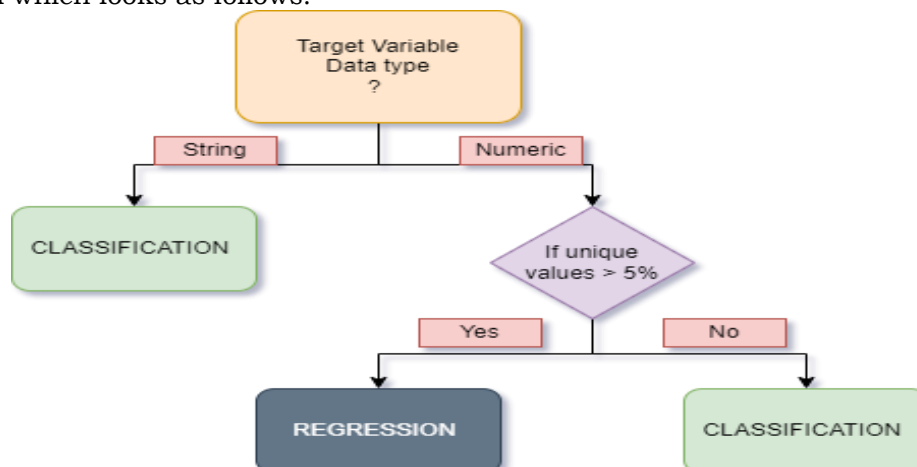 which looks as follows:
Target Variable
Data type
?
String
Numeric
CLASSIFICATION
If unique
values > 5%
Yes
No
REGRESSION
CLASSIFICATION